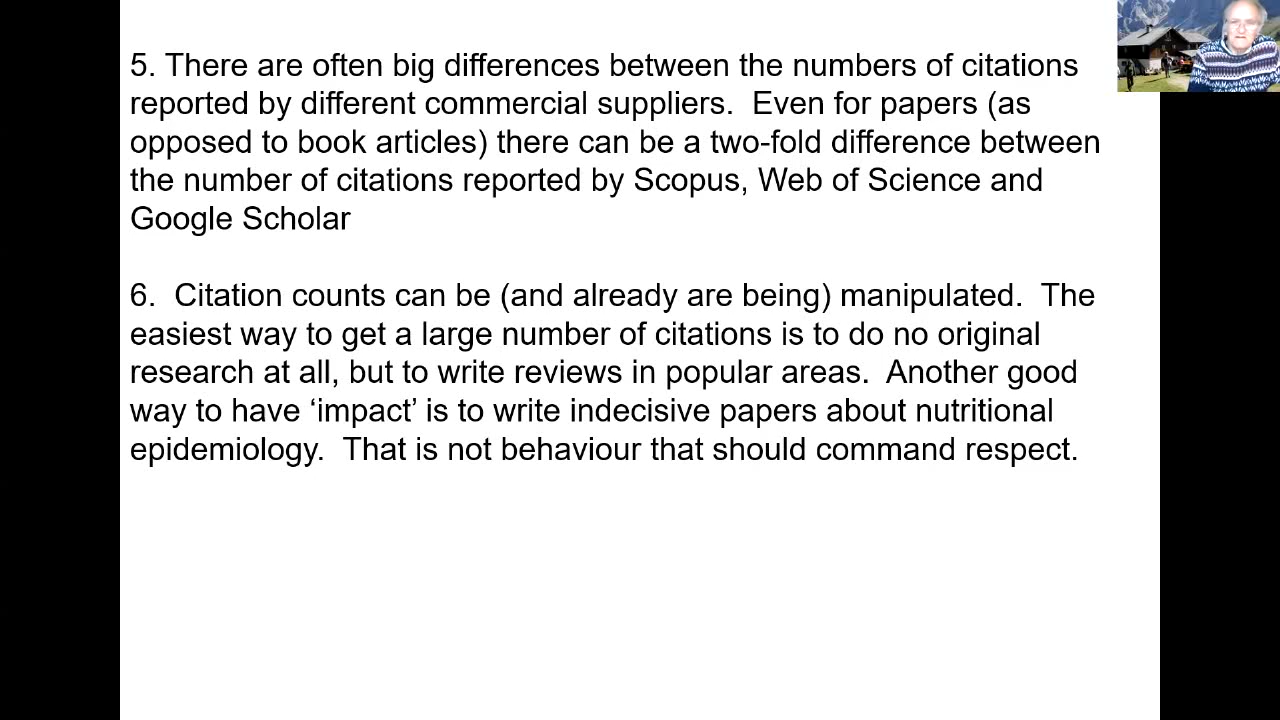 5. There are often big differences between the numbers of citations
reported by different commercial suppliers.  Even for papers (as
opposed to book articles) there can be a two-fold difference between
the number of citations reported by Scopus, Web of Science and
Google Scholar
6.  Citation counts can be (and already are being) manipulated.  The
easiest way to get a large number of citations is to do no original
research at all, but to write reviews in popular areas.  Another good
way to have ‘impact’ is to write indecisive papers about nutritional
epidemiology.  That is not behaviour that should command respect.